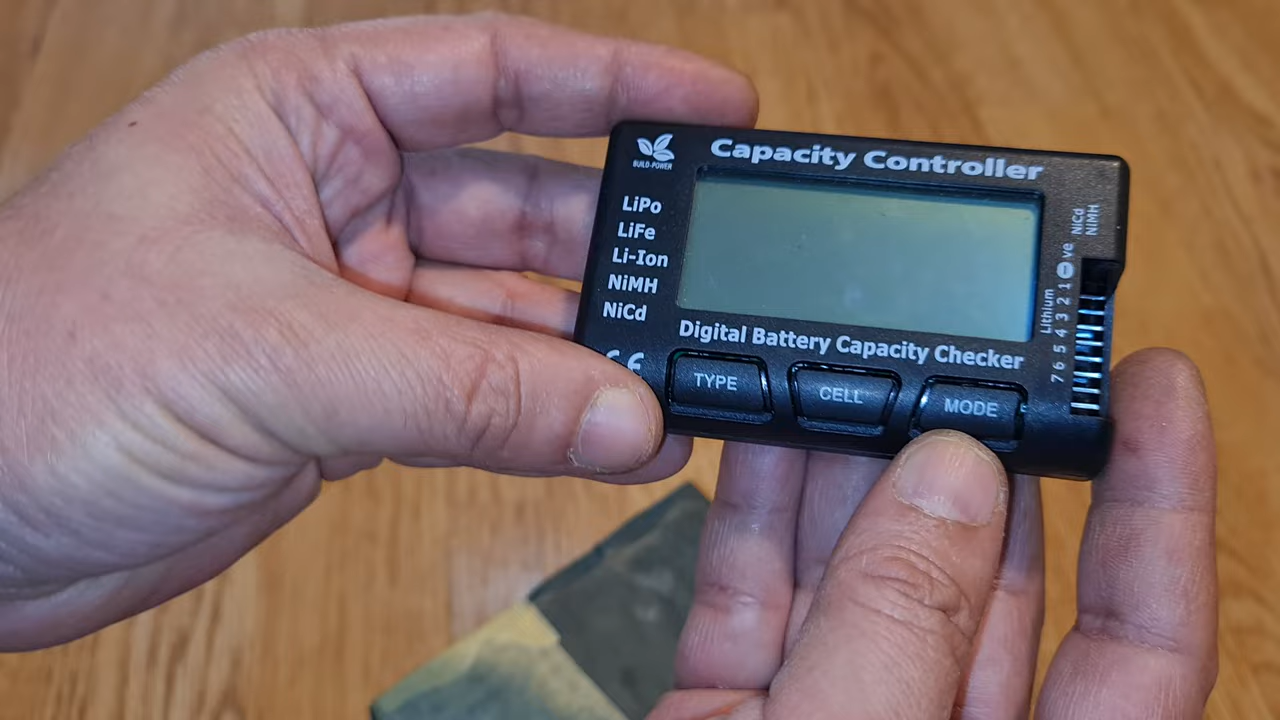 BUILD-POWER
Capacity Controller
LiPo
LiFe
Li-Ion
NiMH
NiCd
CE
Digital Battery Capacity Checker
TYPE
CELL
MODE
NiCd
NiMH
Lithium
7 6 5 4 3 2 1 - ve